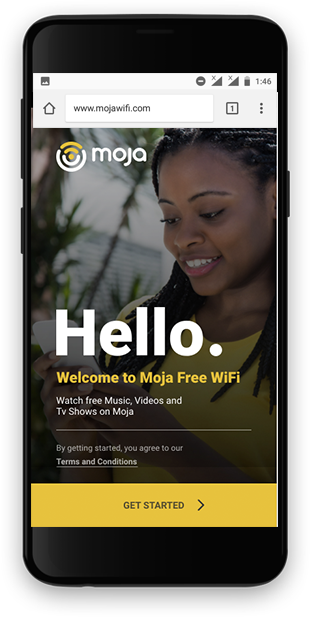 1:46
www.mojawifi.com
1
moja
Hello.
Welcome to Moja Free WiFi
Watch free Music, Videos and
Tv Shows on Moja
By getting started, you agree to our
Terms and Conditions
GET STARTED